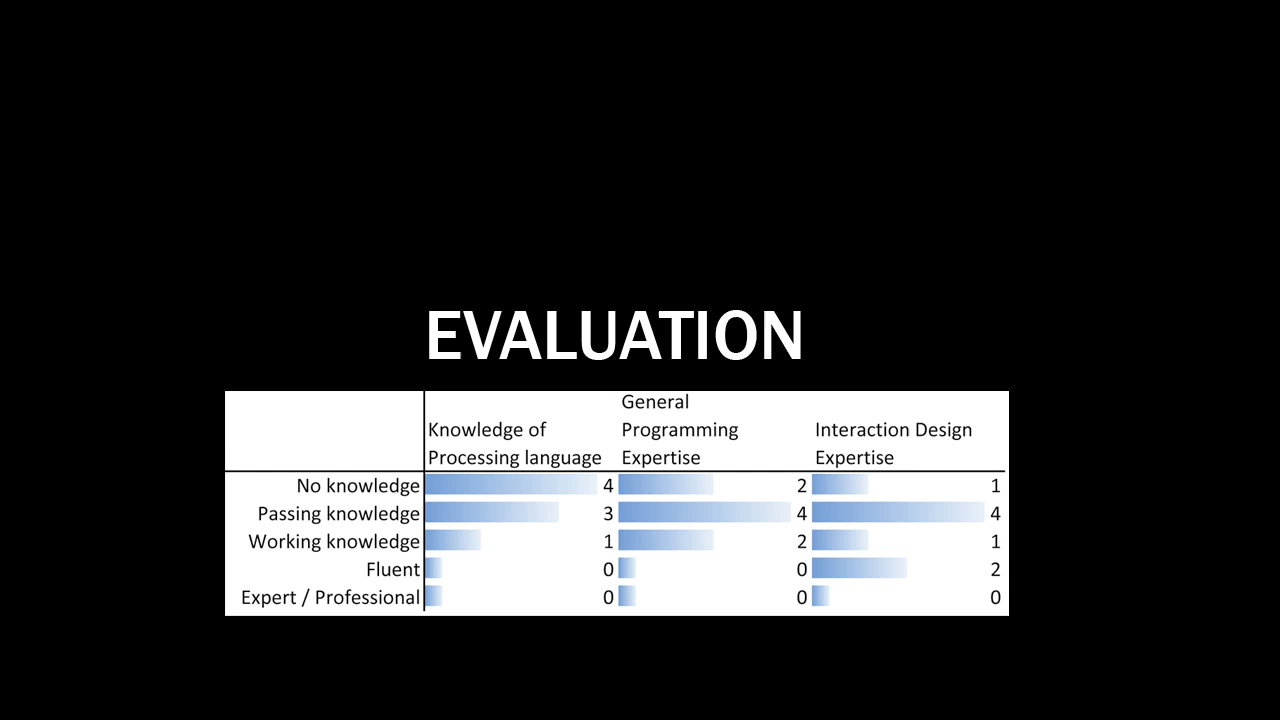 EVALUATION
General
Knowledge of Programming Interaction Design
Processing language Expertise Expertise
No knowledge 4 2 1
Passing knowledge 3 4 4
Working knowledge 1 2 1
Fluent 0 0 2
Expert / Professional 0 0 0